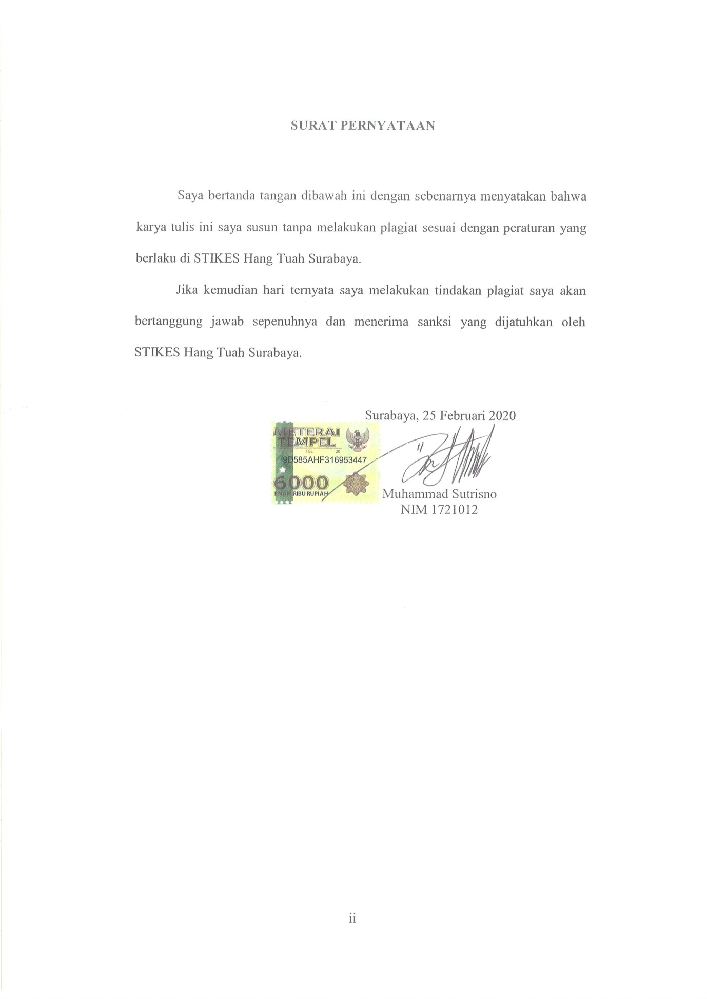 SURAT PERNYATAAN
Saya bertanda tangan dibawah ini dengan sebenarnya menyatakan bahwa
karya tulis ini saya susun tanpa melakukan plagiat sesuai dengan peraturan yang
berlaku di STIKES Hang Tuah Surabaya.
Jika kemudian hari ternyata saya melakukan tindakan plagiat saya akan
bertanggung jawab sepenuhnya dan menerima sanksi yang dijatuhkan oleh
STIKES Hang Tuah Surabaya.
Surabaya, 25 Februari 2020
METERAI
TEMPEL
TGL. 20
9D585AHF316953447
6000
ENAM RIBU RUPIAH
Muhammad Sutrisno
NIM 1721012
ii